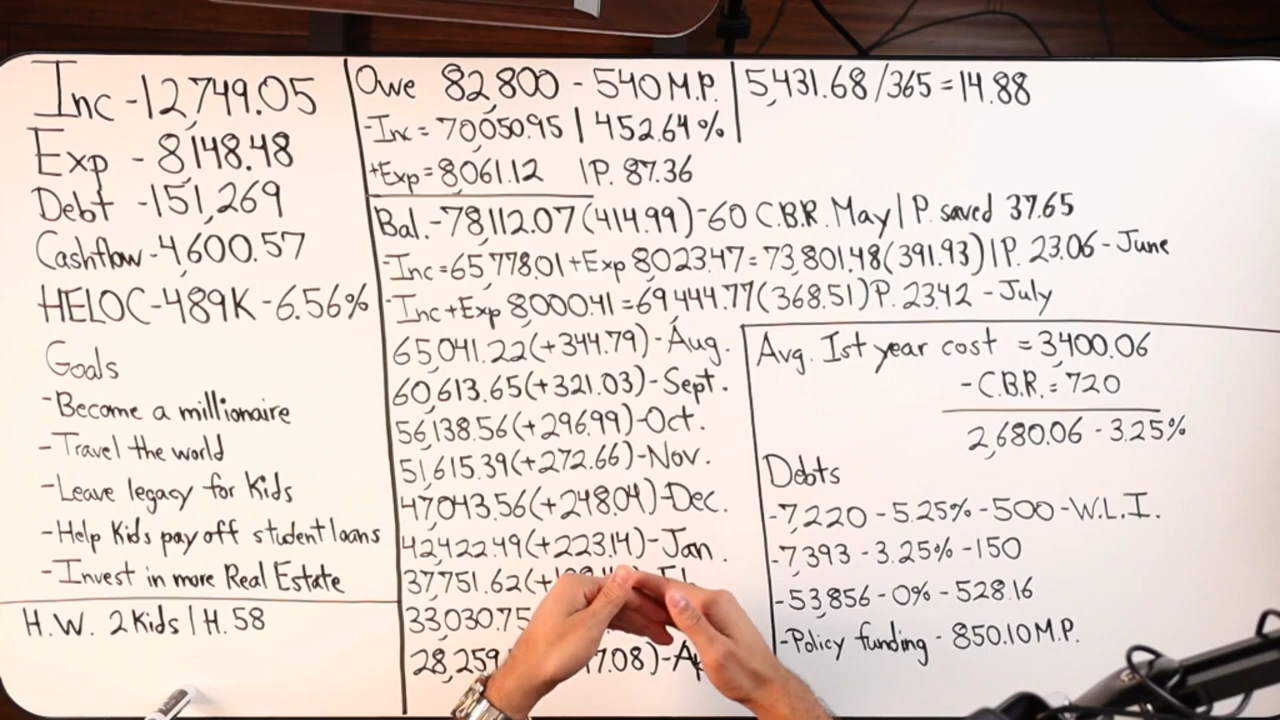 Inc -12,749.05
Exp - 8,148.48
Debt -151,269
Cashflow -4,600.57
HELOC-489K -6.56%
Goals
-Become a millionaire
-Travel the world
-Leave legacy for Kids
-Help Kids pay off student loans
-Invest in more Real Estate
H.W. 2 Kids | H.58
Owe 82,800 - 540 M.P.
-Inc = 70,050.95 | 452.64%
+Exp = 8,061.12 IP. 87.36
Bal.-78,112.07(414.99)-60 C.B.R. May | P. saved 37.65
-Inc=65,778.01+Exp 8,023.47=73,801.48(391.93) | P. 23.06 - June
-Inc+Exp 8,000.41 =69,444.77(368.51) P. 23.42 - July
65,041.22(+344.79)-Aug.
60,613.65(+321.03)-Sept.
56,138.56(+296.99)-Oct.
51,615.39(+272.66)-Nov.
47,043.56(+248.04)-Dec.
42,422.49(+223.14)-Jan.
37,751.62(+
33,030.75
28,259 7.08)-Ap
5,431.68/365=14.88
Avg. 1st year cost = 3,400.06
-C.B.R.= 720
2,680.06 - 3.25%
Debts
-7,220 - 5.25% -500 -W.L.I.
-7,393 -3.25% -150
-53,856 -0% - 528.16
-Policy funding - 850.10 M.P.